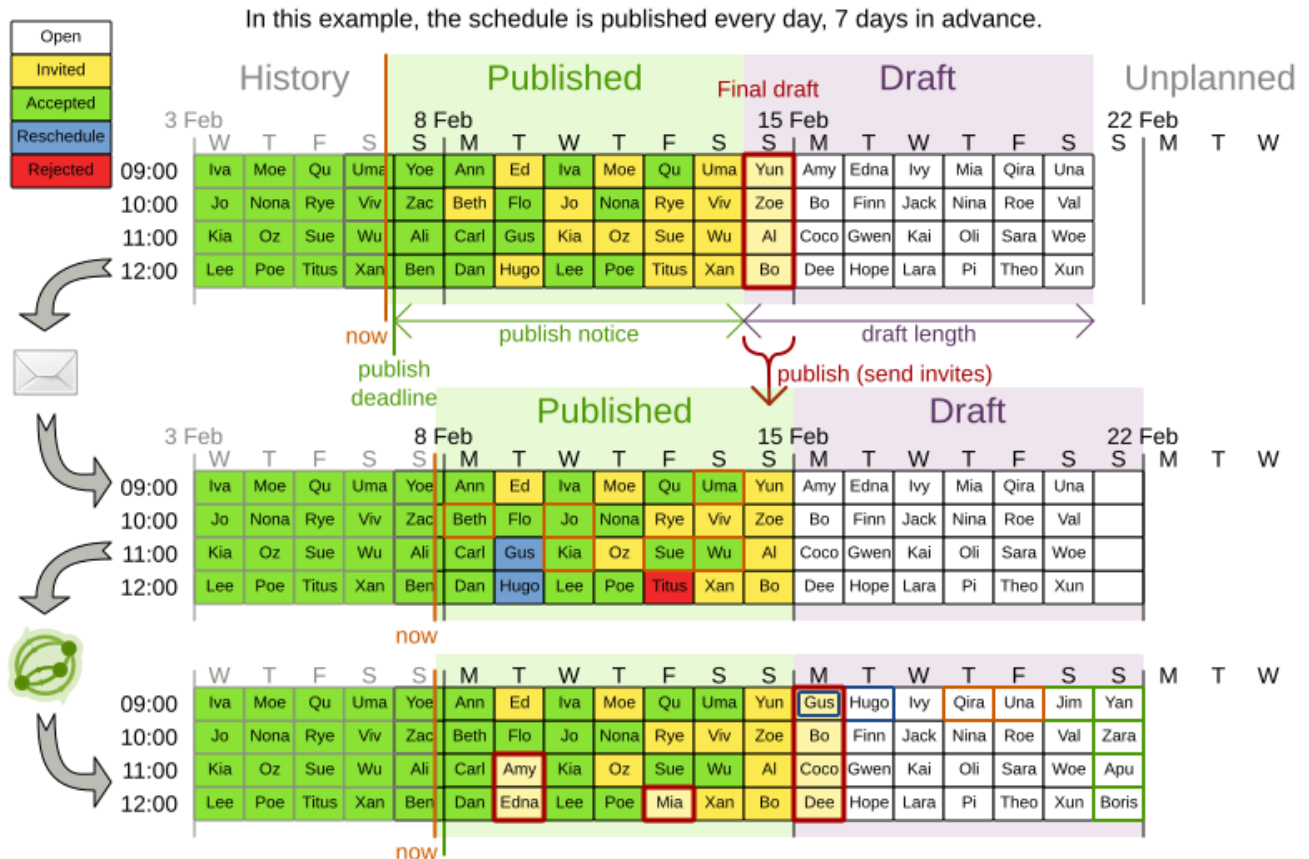 In this example, the schedule is published every day, 7 days in advance.
Open
Invited
Accepted
Reschedule
Rejected
History Published Draft Unplanned
Final draft
3 Feb 8 Feb 15 Feb 22 Feb
W T F S S M T W T F S S M T W T F S S M T W
09:00 Iva Moe Qu Uma Yoe Ann Ed Iva Moe Qu Uma Yun Amy Edna Ivy Mia Qira Una
10:00 Jo Nona Rye Viv Zac Beth Flo Jo Nona Rye Viv Zoe Bo Finn Jack Nina Roe Val
11:00 Kia Oz Sue Wu Ali Carl Gus Kia Oz Sue Wu Al Coco Gwen Kai Oli Sara Woe
12:00 Lee Poe Titus Xan Ben Dan Hugo Lee Poe Titus Xan Bo Dee Hope Lara Pi Theo Xun
now publish notice draft length
publish deadline
publish (send invites)
Published Draft
3 Feb 8 Feb 15 Feb 22 Feb
W T F S S M T W T F S S M T W T F S S M T W
09:00 Iva Moe Qu Uma Yoe Ann Ed Iva Moe Qu Uma Yun Amy Edna Ivy Mia Qira Una
10:00 Jo Nona Rye Viv Zac Beth Flo Jo Nona Rye Viv Zoe Bo Finn Jack Nina Roe Val
11:00 Kia Oz Sue Wu Ali Carl Gus Kia Oz Sue Wu Al Coco Gwen Kai Oli Sara Woe
12:00 Lee Poe Titus Xan Ben Dan Hugo Lee Poe Titus Xan Bo Dee Hope Lara Pi Theo Xun
now
W T F S S M T W T F S S M T W T F S S M T W
09:00 Iva Moe Qu Uma Yoe Ann Ed Iva Moe Qu Uma Yun Gus Hugo Ivy Qira Una Jim Yan
10:00 Jo Nona Rye Viv Zac Beth Flo Jo Nona Rye Viv Zoe Bo Finn Jack Nina Roe Val Zara
11:00 Kia Oz Sue Wu Ali Carl Amy Kia Oz Sue Wu Al Coco Gwen Kai Oli Sara Woe Apu
12:00 Lee Poe Titus Xan Ben Dan Edna Lee Poe Mia Xan Bo Dee Hope Lara Pi Theo Xun Boris
now